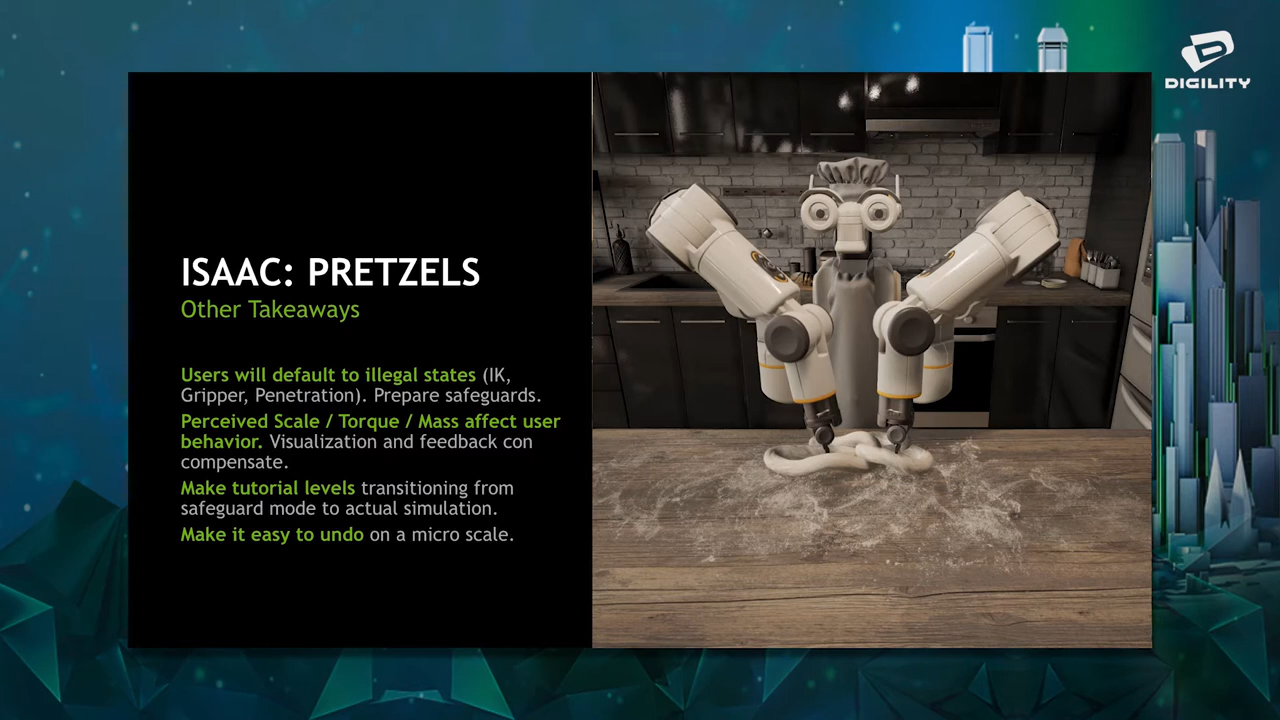 DIGILITY
ISAAC: PRETZELS
Other Takeaways
Users will default to illegal states (IK,
Gripper, Penetration). Prepare safeguards.
Perceived Scale / Torque / Mass affect user
behavior. Visualization and feedback con
compensate.
Make tutorial levels transitioning from
safeguard mode to actual simulation.
Make it easy to undo on a micro scale.